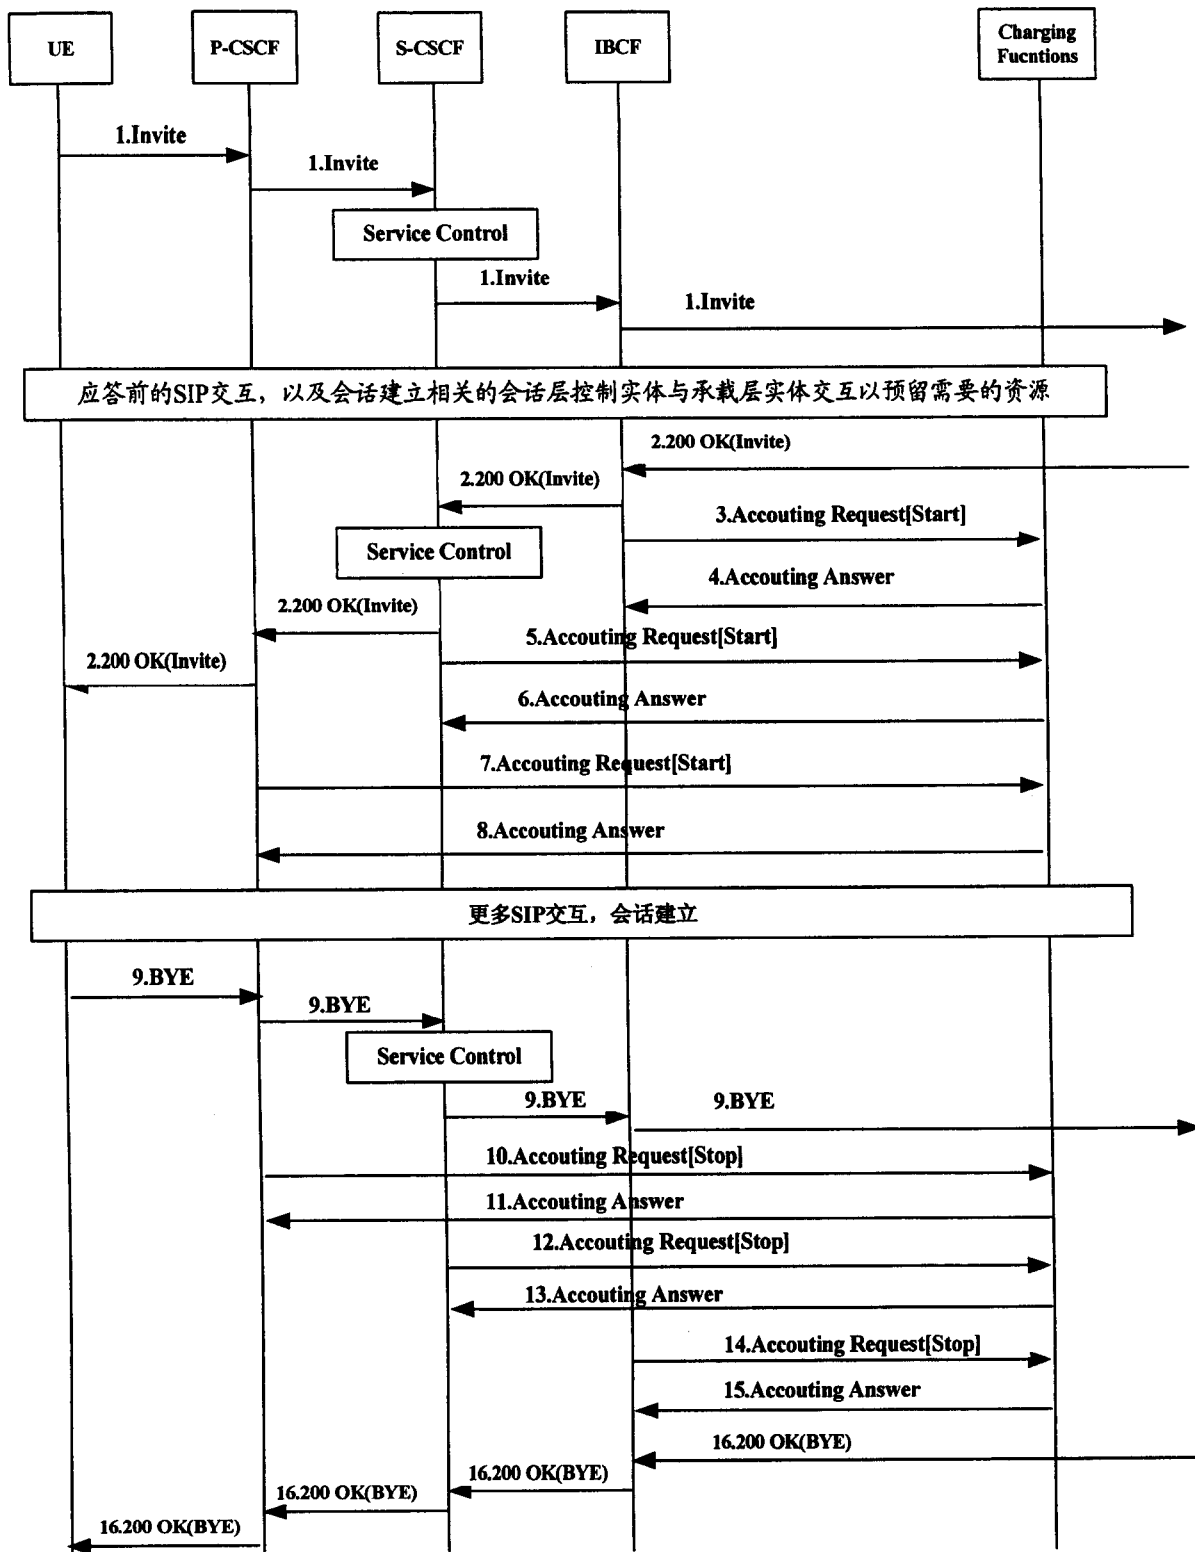 UE
P-CSCF
S-CSCF
IBCF
Charging
Fucntions
1.Invite
1.Invite
Service Control
1.Invite
1.Invite
应答前的SIP交互，以及会话建立相关的会话层控制实体与承载层实体交互以预留需要的资源
2.200 OK(Invite)
2.200 OK(Invite)
3.Accouting Request[Start]
Service Control
4.Accouting Answer
2.200 OK(Invite)
5.Accouting Request[Start]
2.200 OK(Invite)
6.Accouting Answer
7.Accouting Request[Start]
8.Accouting Answer
更多SIP交互，会话建立
9.BYE
9.BYE
Service Control
9.BYE
9.BYE
10.Accouting Request[Stop]
11.Accouting Answer
12.Accouting Request[Stop]
13.Accouting Answer
14.Accouting Request[Stop]
15.Accouting Answer
16.200 OK(BYE)
16.200 OK(BYE)
16.200 OK(BYE)
16.200 OK(BYE)